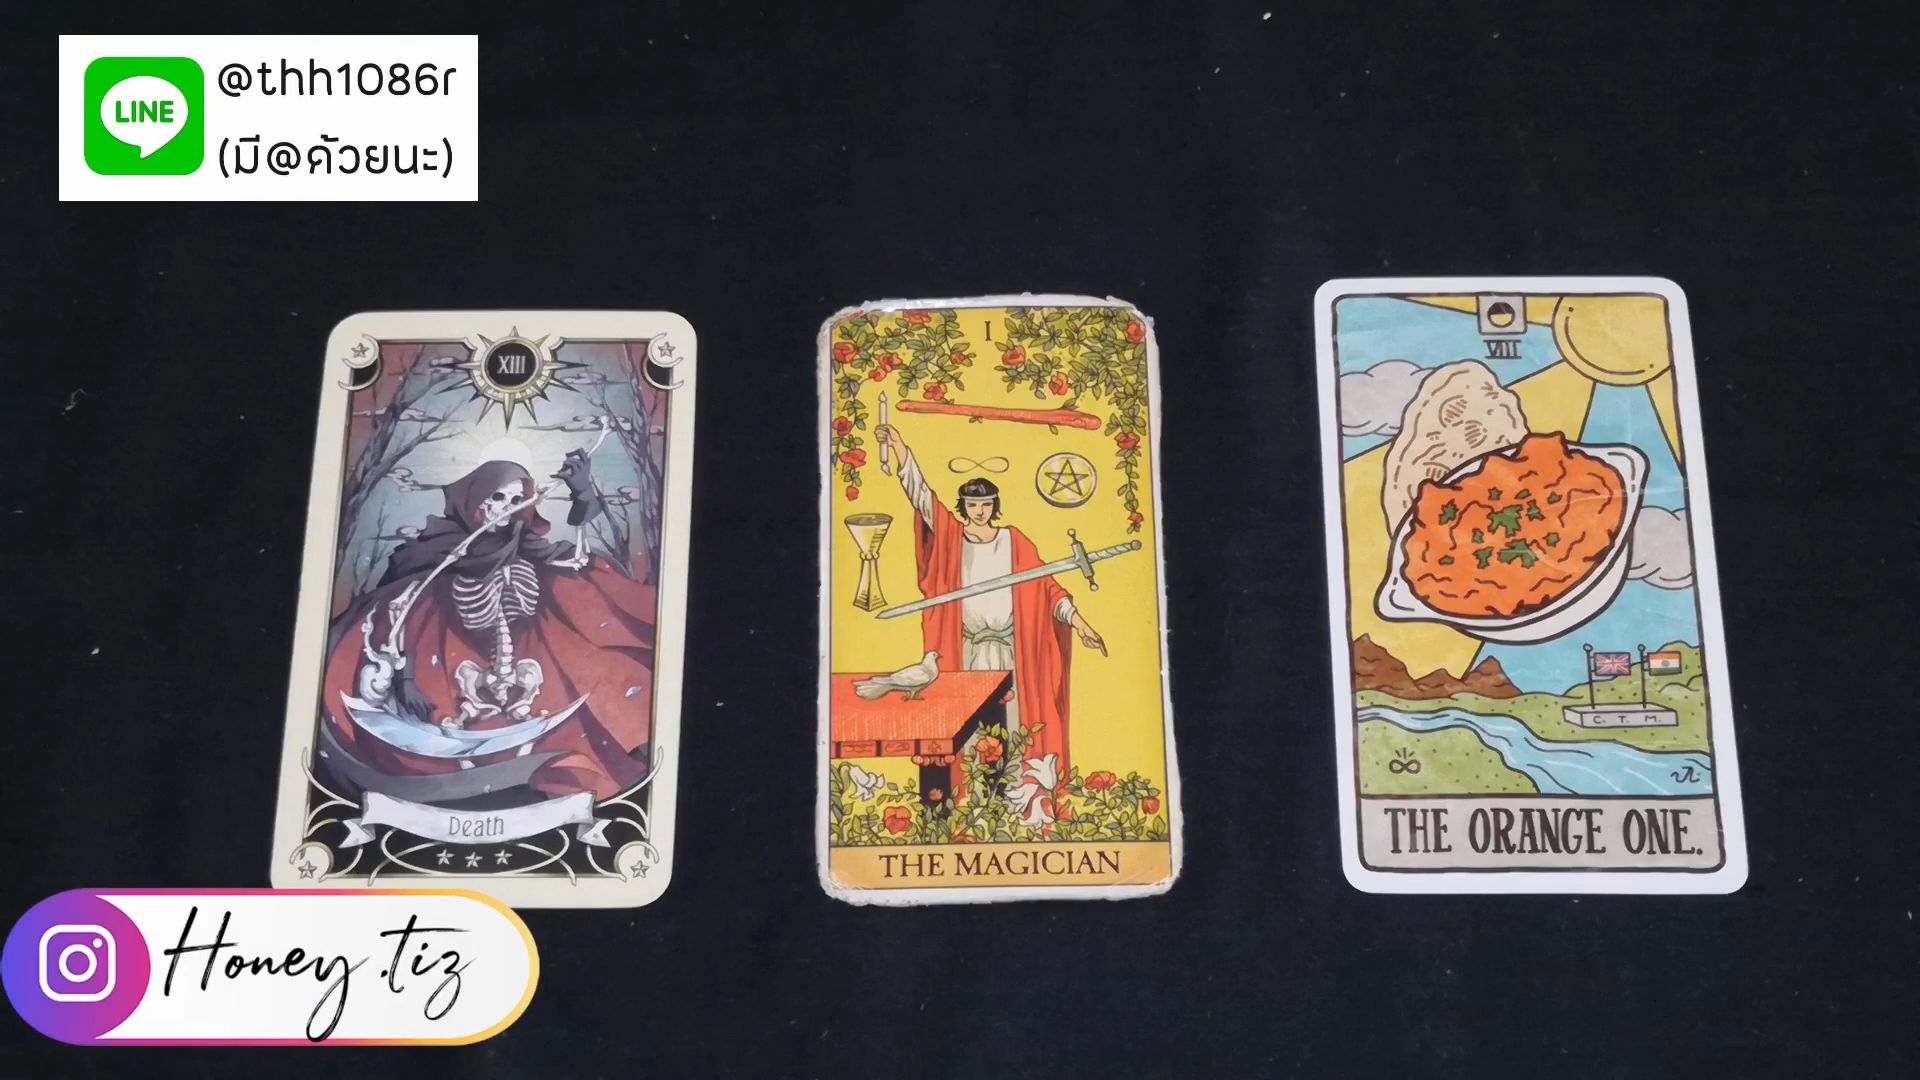 LINE
@thh1086r
(มี@ด้วยนะ)
XIII
Death
I
THE MAGICIAN
VIII
C. T. M.
THE ORANGE ONE.
Honey.tiz